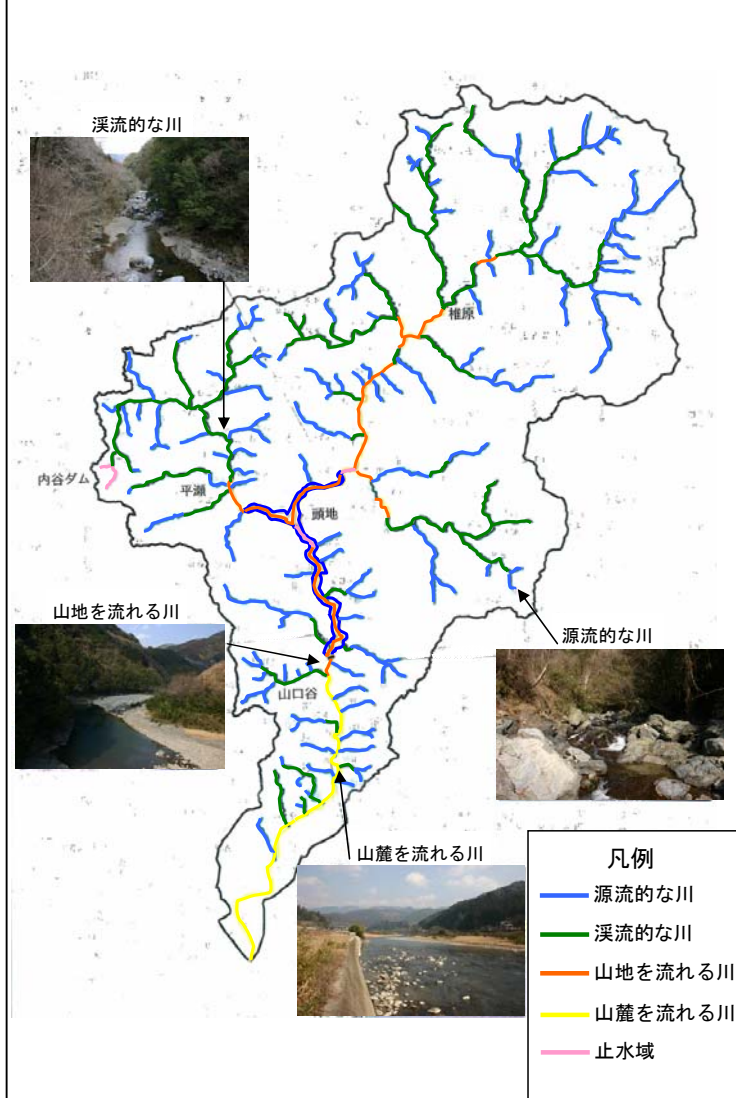 渓流的な川
椎原
内谷ダム
平瀬
頭地
山地を流れる川
源流的な川
山口谷
山麓を流れる川
凡例
源流的な川
渓流的な川
山地を流れる川
山麓を流れる川
止水域